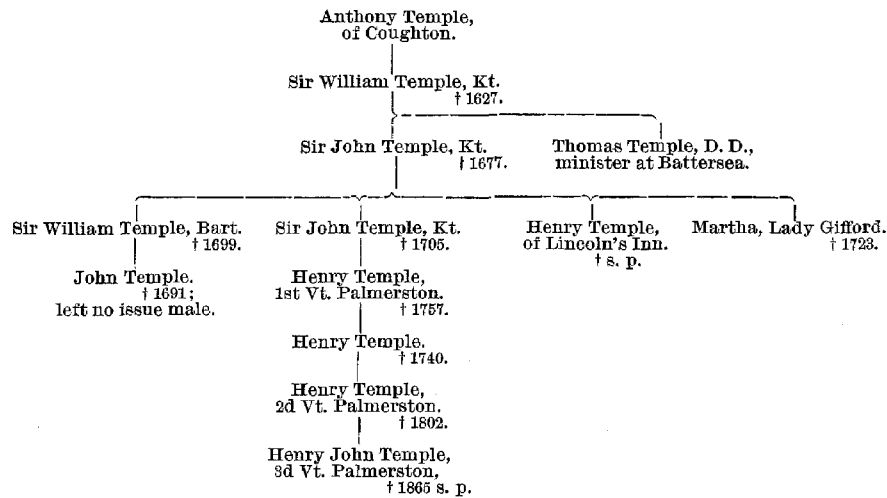 Anthony Temple,
of Coughton.
Sir William Temple, Kt.
† 1627.
Sir John Temple, Kt.
† 1677.
Thomas Temple, D. D.,
minister at Battersea.
Sir William Temple, Bart.
† 1699.
Sir John Temple, Kt.
† 1705.
Henry Temple,
of Lincoln's Inn.
† s. p.
Martha, Lady Gifford.
† 1723.
John Temple.
† 1691;
left no issue male.
Henry Temple,
1st Vt. Palmerston.
† 1757.
Henry Temple.
† 1740.
Henry Temple,
2d Vt. Palmerston.
† 1802.
Henry John Temple,
3d Vt. Palmerston,
† 1865 s. p.